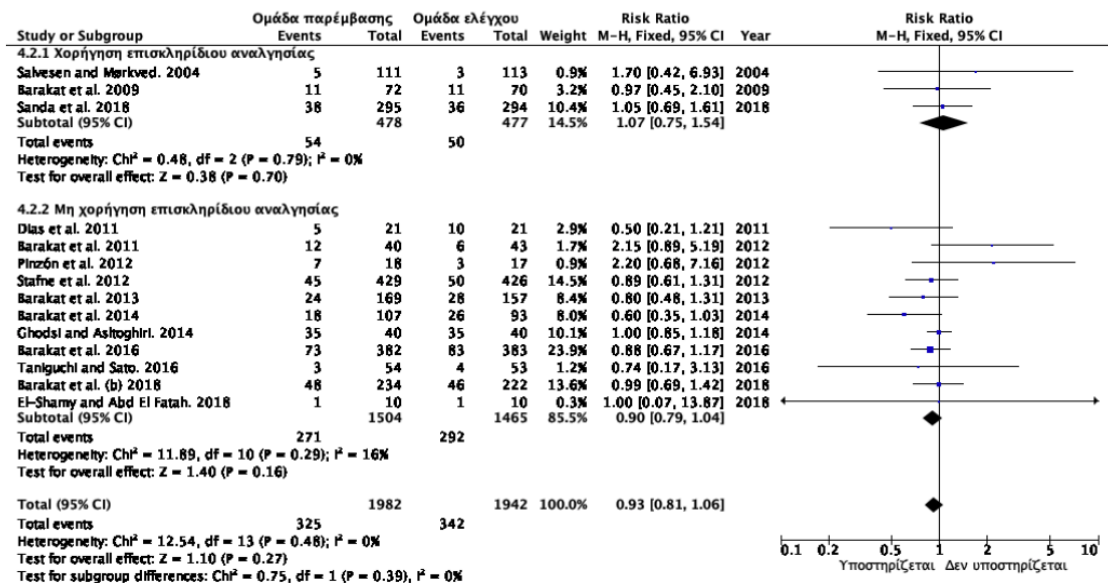 Ομάδα παρέμβασης Ομάδα ελέγχου Risk Ratio Risk Ratio
Study or Subgroup Events Total Events Total Weight M-H, Fixed, 95% CI Year M-H, Fixed, 95% CI
4.2.1 Χορήγηση επισκληρίδιου αναλγησίας
Salvesen and Mørkved. 2004 5 111 3 113 0.9% 1.70 [0.42, 6.93] 2004
Barakat et al. 2009 11 72 11 70 3.2% 0.97 [0.45, 2.10] 2009
Sanda et al. 2018 38 295 36 294 10.4% 1.05 [0.69, 1.61] 2018
Subtotal (95% CI) 478 477 14.5% 1.07 [0.75, 1.54]
Total events 54 50
Heterogeneity: Chi² = 0.48, df = 2 (P = 0.79); I² = 0%
Test for overall effect: Z = 0.38 (P = 0.70)
4.2.2 Μη χορήγηση επισκληρίδιου αναλγησίας
Dias et al. 2011 5 21 10 21 2.9% 0.50 [0.21, 1.21] 2011
Barakat et al. 2011 12 40 6 43 1.7% 2.15 [0.89, 5.19] 2012
Pinzón et al. 2012 7 18 3 17 0.9% 2.20 [0.68, 7.16] 2012
Stafne et al. 2012 45 429 50 426 14.5% 0.89 [0.61, 1.31] 2012
Barakat et al. 2013 24 169 28 157 8.4% 0.80 [0.48, 1.31] 2013
Barakat et al. 2014 18 107 26 93 8.0% 0.60 [0.35, 1.03] 2014
Ghodsi and Asltoghiri. 2014 35 40 35 40 10.1% 1.00 [0.85, 1.18] 2014
Barakat et al. 2016 73 382 83 383 23.9% 0.88 [0.67, 1.17] 2016
Taniguchi and Sato. 2016 3 54 4 53 1.2% 0.74 [0.17, 3.13] 2016
Barakat et al. (b) 2018 48 234 46 222 13.6% 0.99 [0.69, 1.42] 2018
El-Shamy and Abd El Fatah. 2018 1 10 1 10 0.3% 1.00 [0.07, 13.87] 2018
Subtotal (95% CI) 1504 1465 85.5% 0.90 [0.79, 1.04]
Total events 271 292
Heterogeneity: Chi² = 11.89, df = 10 (P = 0.29); I² = 16%
Test for overall effect: Z = 1.40 (P = 0.16)
Total (95% CI) 1982 1942 100.0% 0.93 [0.81, 1.06]
Total events 325 342
Heterogeneity: Chi² = 12.54, df = 13 (P = 0.48); I² = 0%
Test for overall effect: Z = 1.10 (P = 0.27)
Test for subgroup differences: Chi² = 0.75, df = 1 (P = 0.39), I² = 0%
0.1 0.2 0.5 1 2 5 10
Υποστηρίζεται Δεν υποστηρίζεται